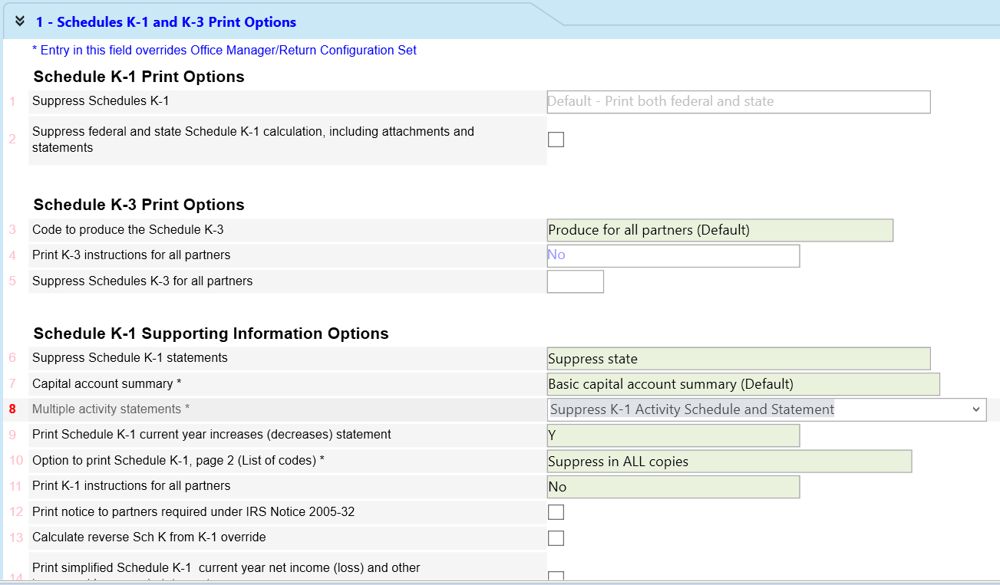 1 - Schedules K-1 and K-3 Print Options
* Entry in this field overrides Office Manager/Return Configuration Set
Schedule K-1 Print Options
1 Suppress Schedules K-1 Default - Print both federal and state
2 Suppress federal and state Schedule K-1 calculation, including attachments and
statements
Schedule K-3 Print Options
3 Code to produce the Schedule K-3 Produce for all partners (Default)
4 Print K-3 instructions for all partners No
5 Suppress Schedules K-3 for all partners
Schedule K-1 Supporting Information Options
6 Suppress Schedule K-1 statements Suppress state
7 Capital account summary * Basic capital account summary (Default)
8 Multiple activity statements * Suppress K-1 Activity Schedule and Statement
9 Print Schedule K-1 current year increases (decreases) statement Y
10 Option to print Schedule K-1, page 2 (List of codes) * Suppress in ALL copies
11 Print K-1 instructions for all partners No
12 Print notice to partners required under IRS Notice 2005-32
13 Calculate reverse Sch K from K-1 override
14 Print simplified Schedule K-1  current year net income (loss) and other